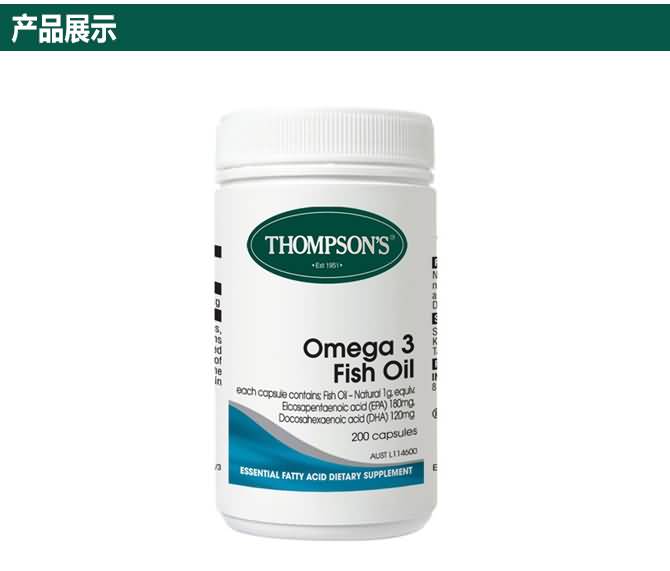 产品展示
THOMPSON'S®
• Est 1951 •
Omega 3
Fish Oil
each capsule contains; Fish Oil – Natural 1g, equiv.
Eicosapentaenoic acid (EPA) 180mg,
Docosahexaenoic acid (DHA) 120mg
200 capsules
AUST L114600
ESSENTIAL FATTY ACID DIETARY SUPPLEMENT